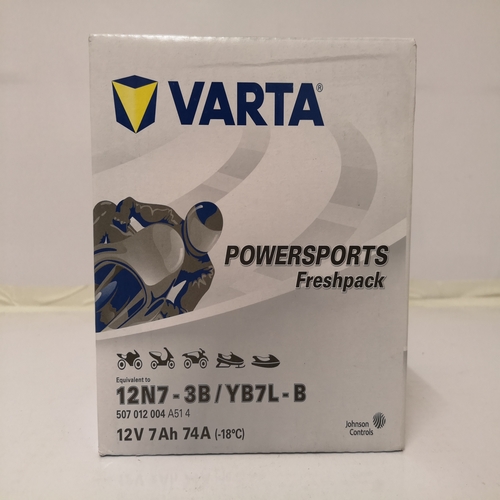 VARTA®
POWERSPORTS
Freshpack
Equivalent to
12N7 - 3B / YB7L - B
507 012 004 A51 4
12V 7Ah 74A (-18°C)
Johnson
Controls